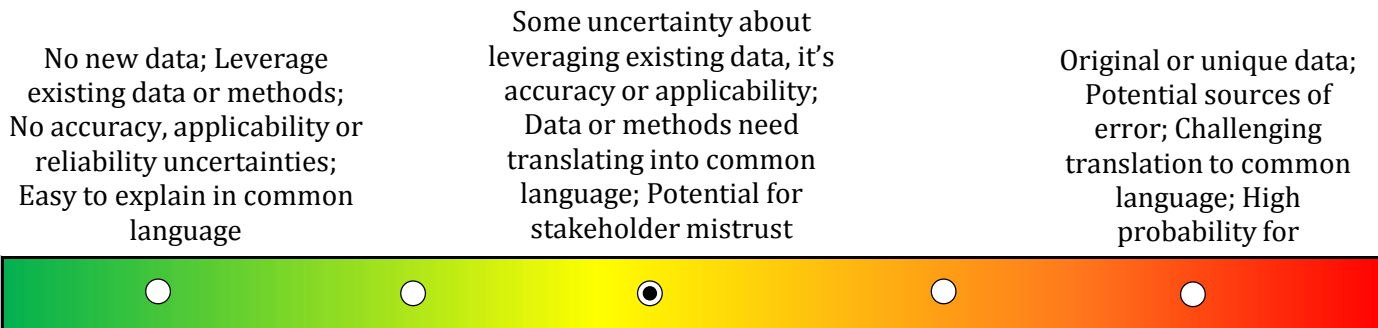 No new data; Leverage
existing data or methods;
No accuracy, applicability or
reliability uncertainties;
Easy to explain in common
language
Some uncertainty about
leveraging existing data, it’s
accuracy or applicability;
Data or methods need
translating into common
language; Potential for
stakeholder mistrust
Original or unique data;
Potential sources of
error; Challenging
translation to common
language; High
probability for